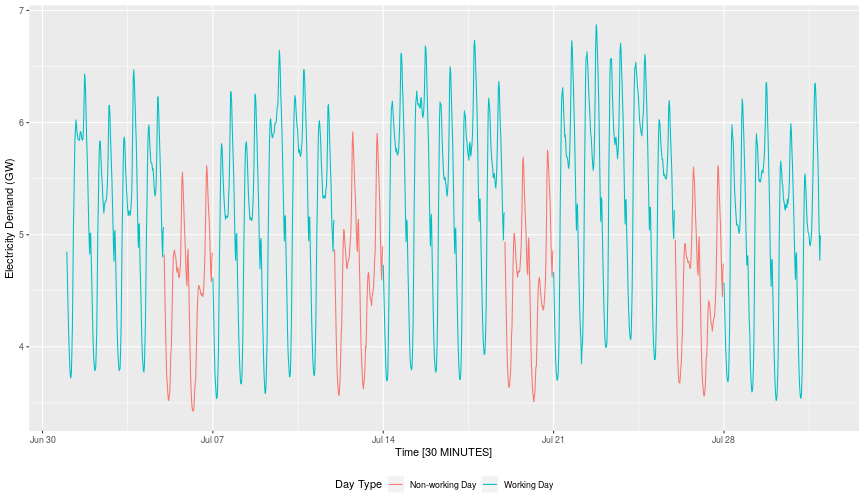 7
6
5
4
Electricity Demand (GW)
Jun 30
Jul 07
Jul 14
Jul 21
Jul 28
Time [30 MINUTES]
Day Type
Non-working Day
Working Day